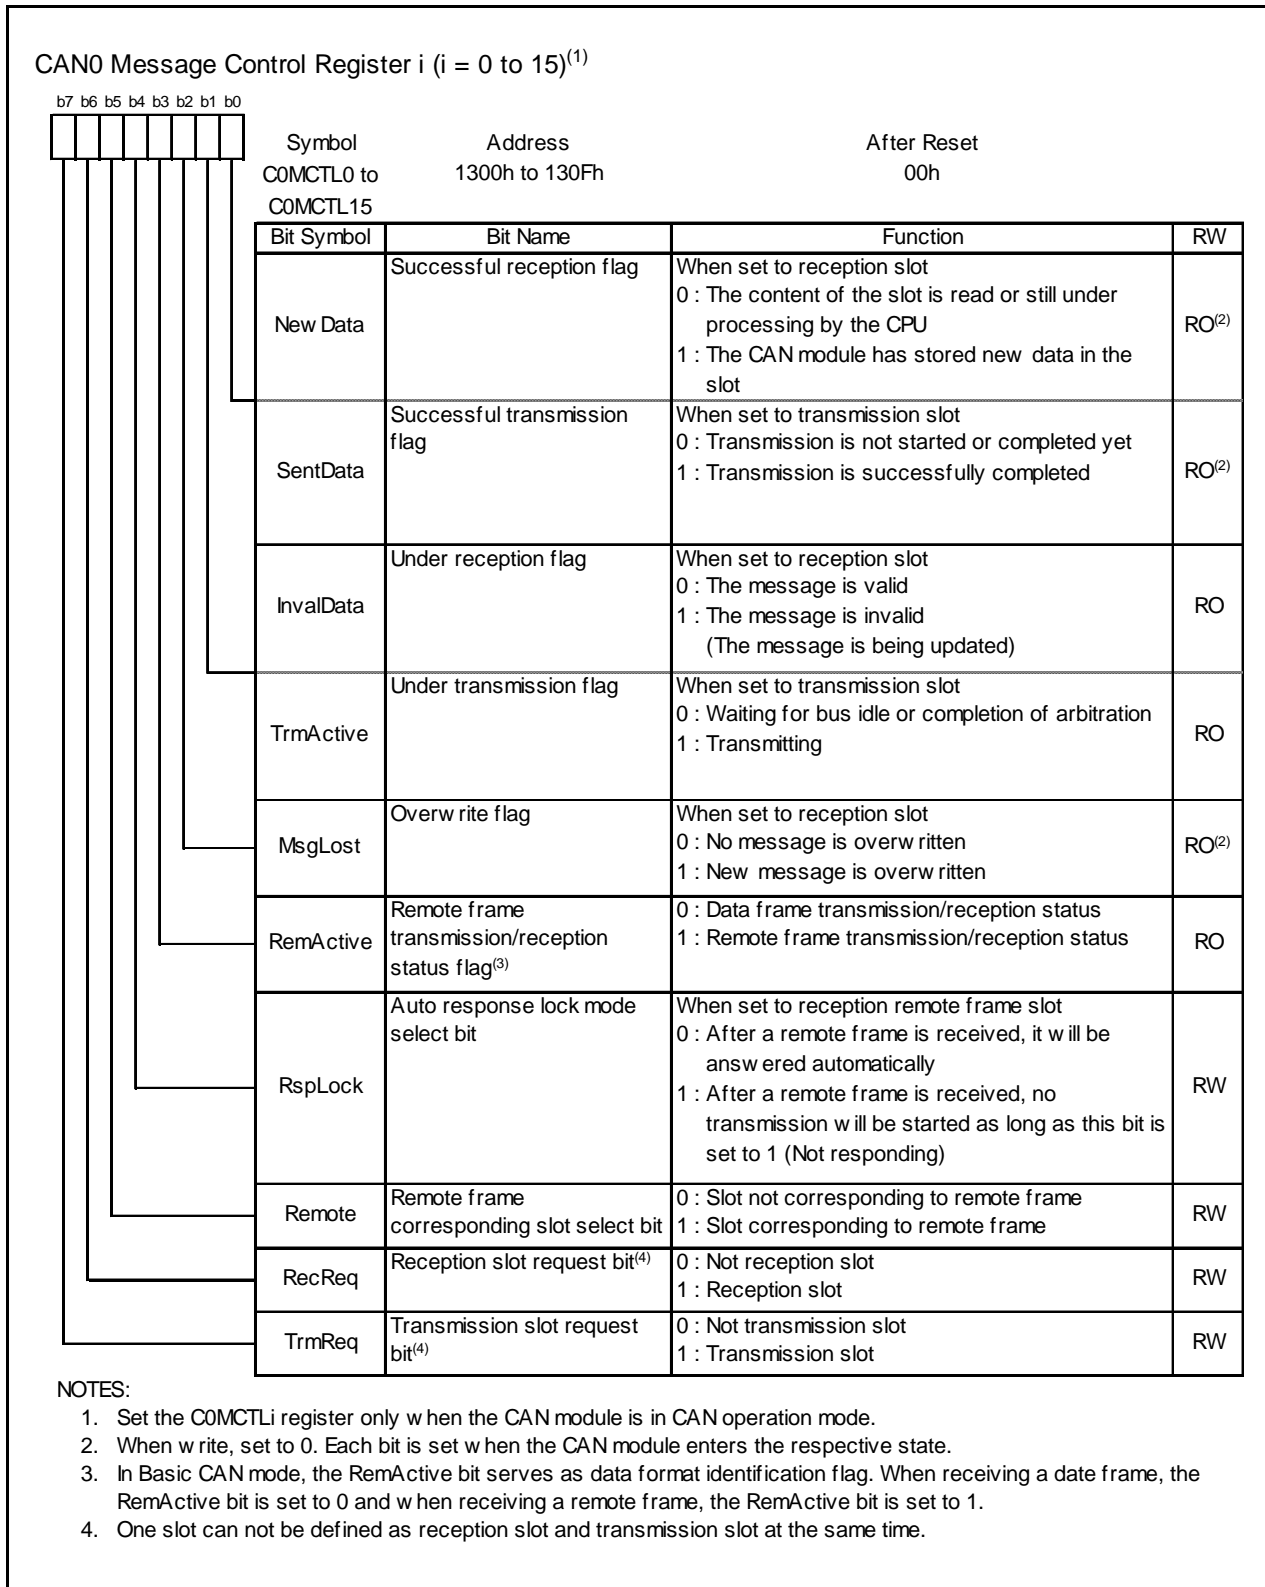 CAN0 Message Control Register i (i = 0 to 15)(1)
b7 b6 b5 b4 b3 b2 b1 b0
Symbol Address After Reset
C0MCTL0 to 1300h to 130Fh 00h
C0MCTL15
Bit Symbol Bit Name Function RW
NewData
Successful reception flag
When set to reception slot
0 : The content of the slot is read or still under
processing by the CPU
1 : The CAN module has stored new data in the
slot
RO(2)
SentData
Successful transmission
flag
When set to transmission slot
0 : Transmission is not started or completed yet
1 : Transmission is successfully completed
RO(2)
InvalData
Under reception flag
When set to reception slot
0 : The message is valid
1 : The message is invalid
(The message is being updated)
RO
TrmActive
Under transmission flag
When set to transmission slot
0 : Waiting for bus idle or completion of arbitration
1 : Transmitting
RO
MsgLost
Overwrite flag
When set to reception slot
0 : No message is overwritten
1 : New message is overwritten
RO(2)
RemActive
Remote frame
transmission/reception
status flag(3)
0 : Data frame transmission/reception status
1 : Remote frame transmission/reception status
RO
RspLock
Auto response lock mode
select bit
When set to reception remote frame slot
0 : After a remote frame is received, it will be
answered automatically
1 : After a remote frame is received, no
transmission will be started as long as this bit is
set to 1 (Not responding)
RW
Remote
Remote frame
corresponding slot select bit
0 : Slot not corresponding to remote frame
1 : Slot corresponding to remote frame
RW
RecReq
Reception slot request bit(4)
0 : Not reception slot
1 : Reception slot
RW
TrmReq
Transmission slot request
bit(4)
0 : Not transmission slot
1 : Transmission slot
RW
NOTES:
1. Set the C0MCTLi register only when the CAN module is in CAN operation mode.
2. When write, set to 0. Each bit is set when the CAN module enters the respective state.
3. In Basic CAN mode, the RemActive bit serves as data format identification flag. When receiving a date frame, the
RemActive bit is set to 0 and when receiving a remote frame, the RemActive bit is set to 1.
4. One slot can not be defined as reception slot and transmission slot at the same time.